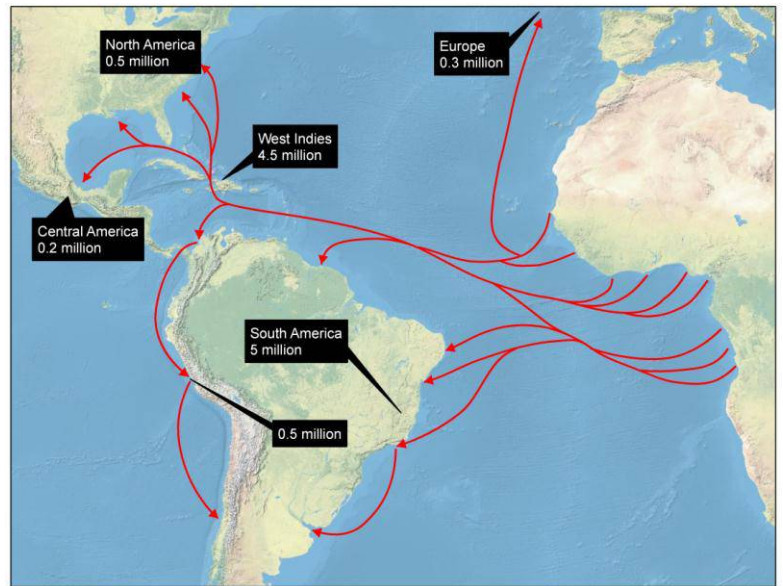 North America
0.5 million
Europe
0.3 million
West Indies
4.5 million
Central America
0.2 million
South America
5 million
0.5 million